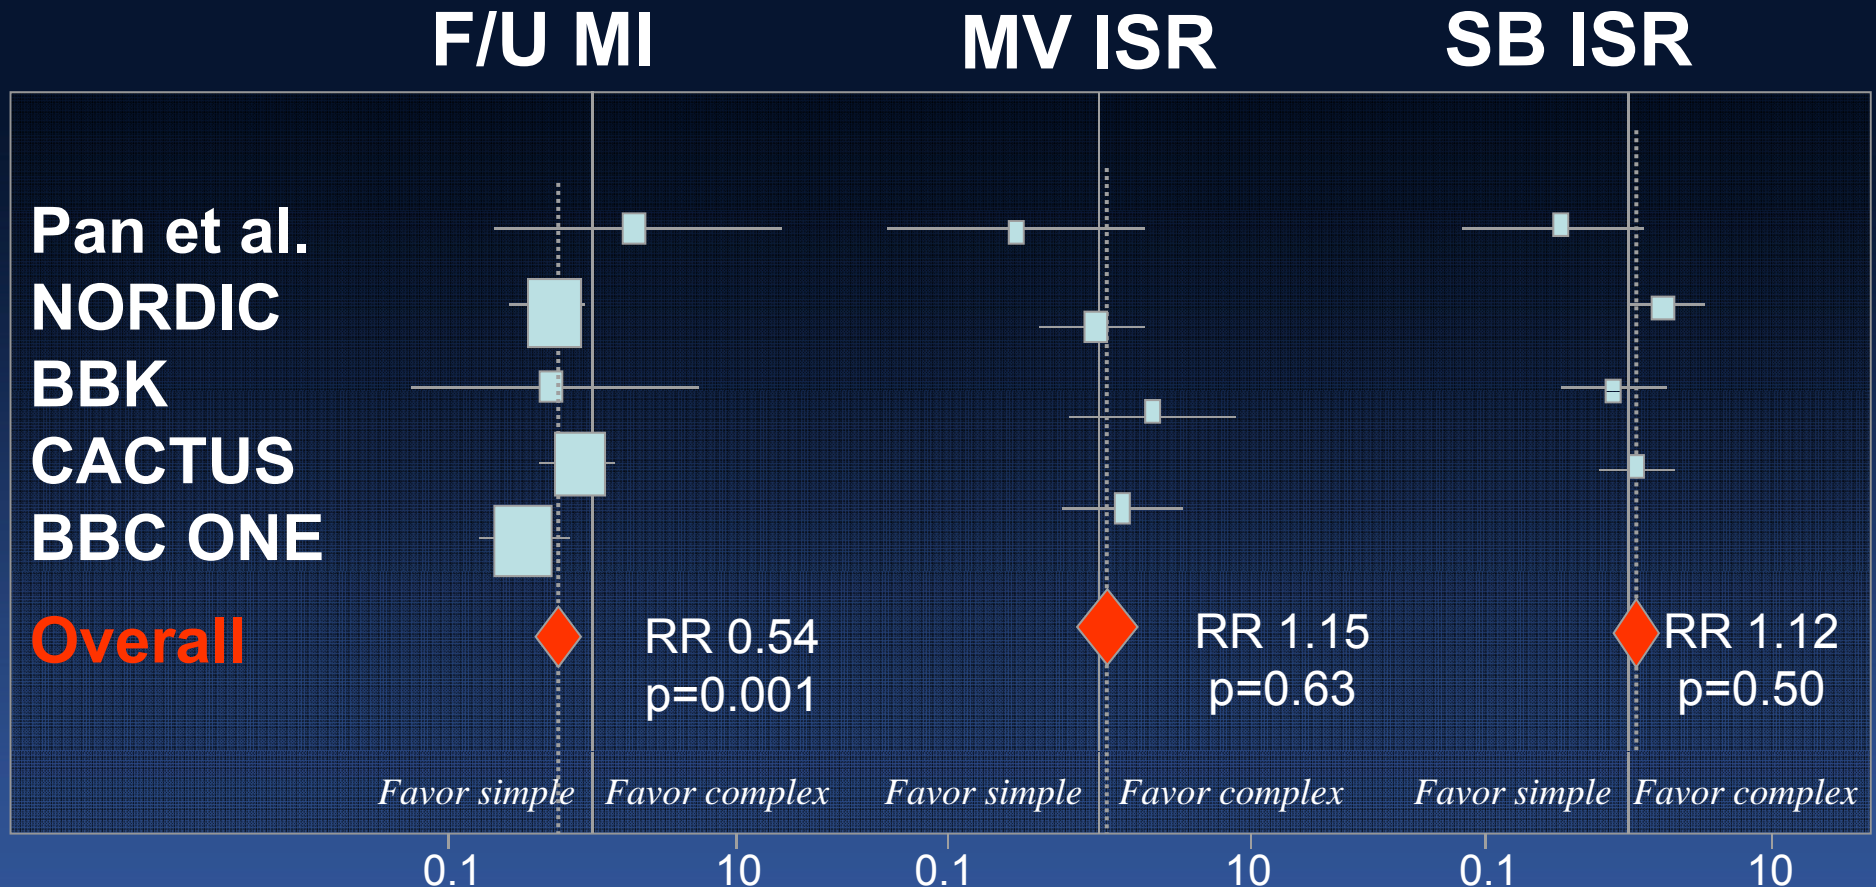 F/U MI MV ISR SB ISR
Pan et al.
NORDIC
BBK
CACTUS
BBC ONE
Overall
RR 0.54 RR 1.15 RR 1.12
p=0.001 p=0.63 p=0.50
Favor simple Favor complex Favor simple Favor complex Favor simple Favor complex
0.1 10 0.1 10 0.1 10